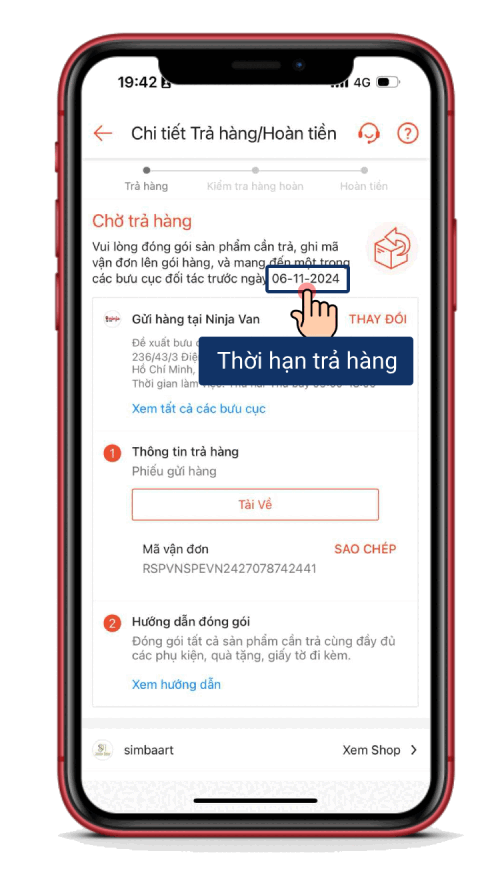 19:42
4G
Chi tiết Trả hàng/Hoàn tiền
?
Trả hàng
Kiểm tra hàng hoàn
Hoàn tiền
Chờ trả hàng
Vui lòng đóng gói sản phẩm cần trả, ghi mã
vận đơn lên gói hàng, và mang đến một trong
các bưu cục đối tác trước ngày 06-11-2024
Gửi hàng tại Ninja Van
THAY ĐỔI
Đề xuất bưu
236/43/3
Hồ Chí Minh,
Thời gian làm
Thời hạn trả hàng
Xem tất cả các bưu cục
1
Thông tin trả hàng
Phiếu gửi hàng
Tải Về
Mã vận đơn
SAO CHÉP
RSPVNSPEVN2427078742441
2
Hướng dẫn đóng gói
Đóng gói tất cả sản phẩm cần trả cùng đầy đủ
các phụ kiện, quà tặng, giấy tờ đi kèm.
Xem hướng dẫn
simbaart
Xem Shop